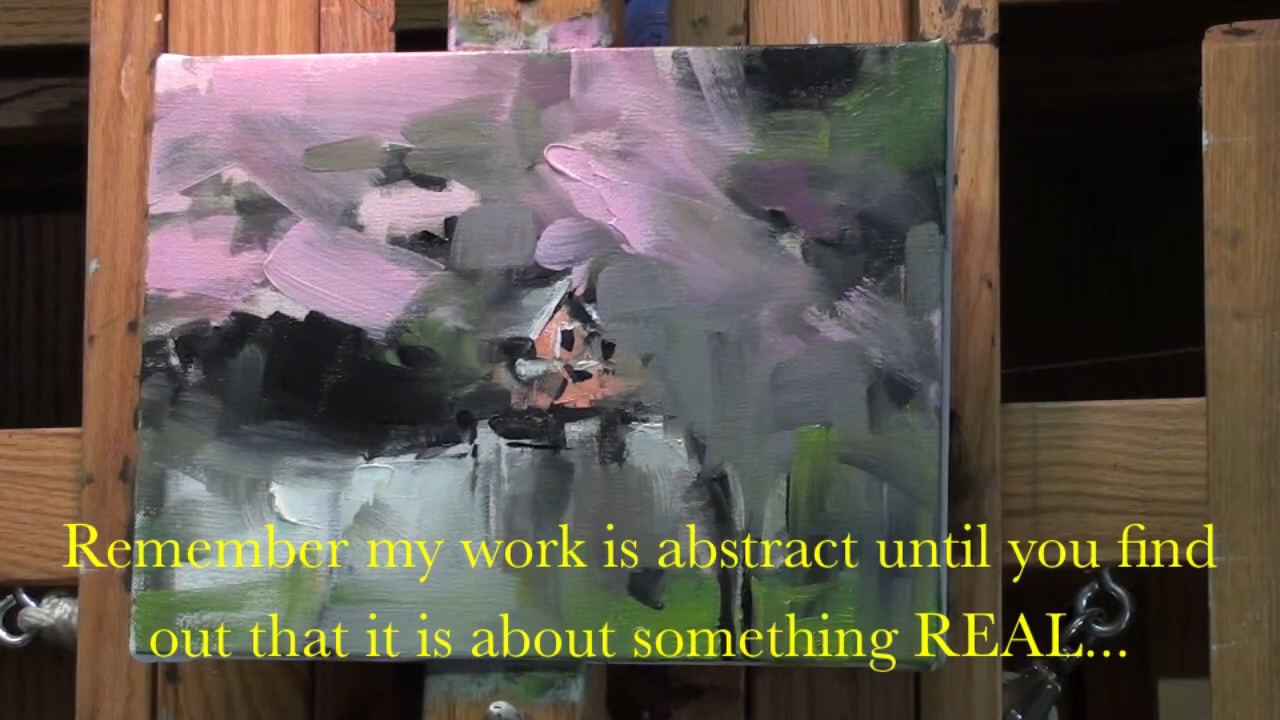 Remember my work is abstract until you find
out that it is about something REAL...